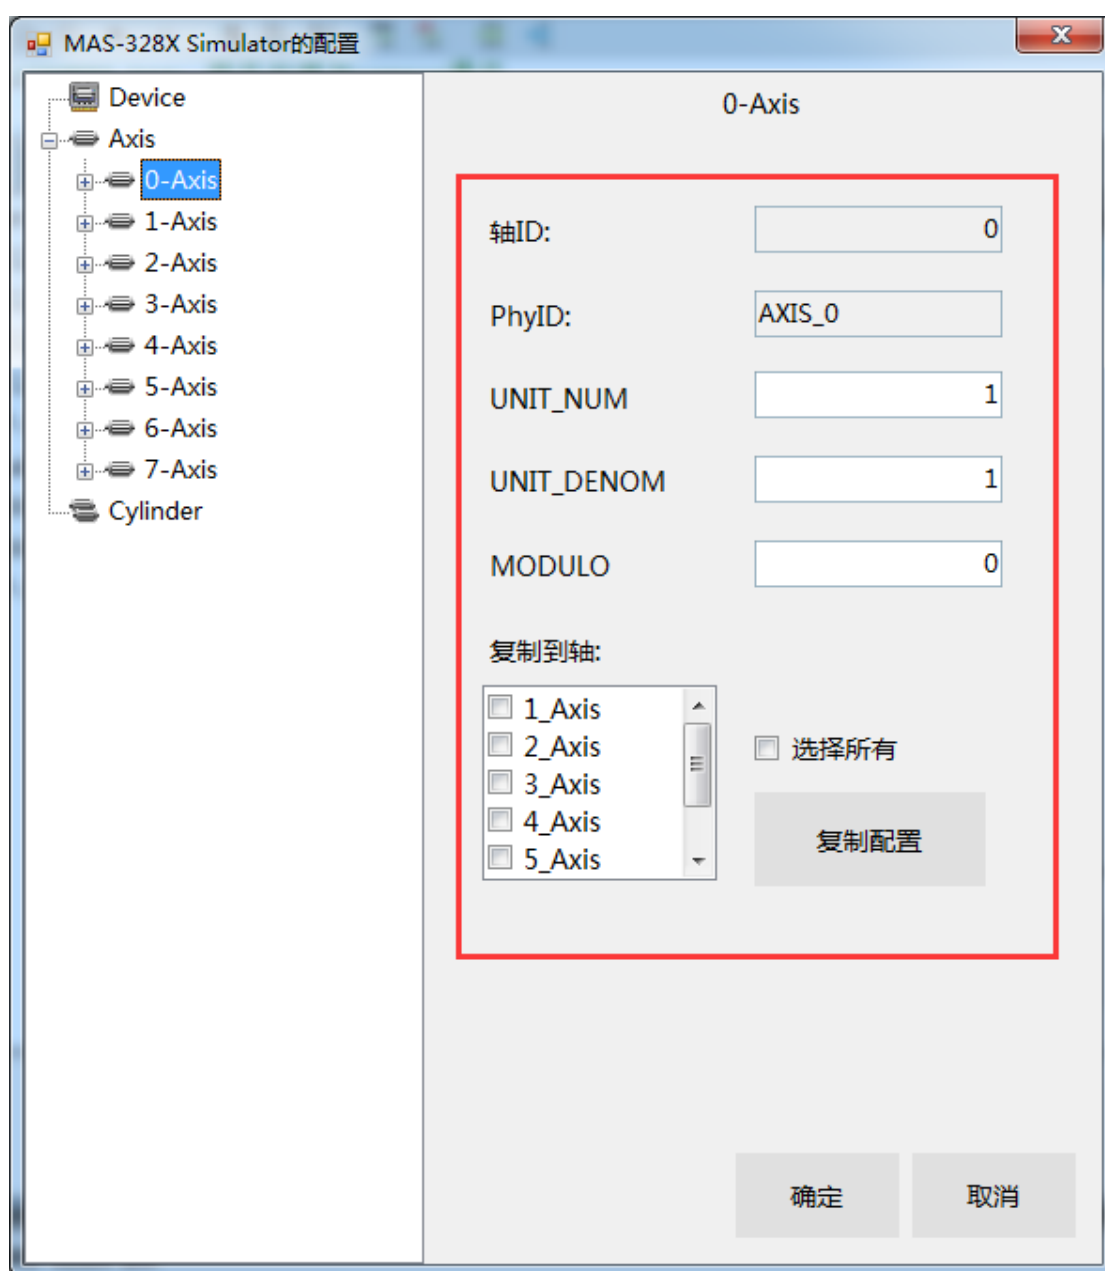 MAS-328X Simulator的配置
Device
Axis
0-Axis
1-Axis
2-Axis
3-Axis
4-Axis
5-Axis
6-Axis
7-Axis
Cylinder
0-Axis
轴ID: 0
PhyID: AXIS_0
UNIT_NUM 1
UNIT_DENOM 1
MODULO 0
复制到轴:
1_Axis
2_Axis
3_Axis
4_Axis
5_Axis
选择所有
复制配置
确定 取消